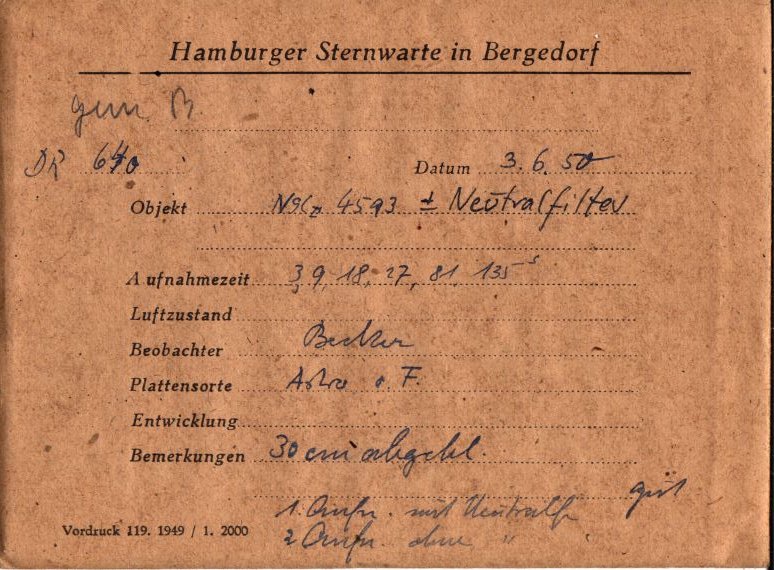 Hamburger Sternwarte in Bergedorf
gem. B.
DR 640
Datum 3.6.50
Objekt NGC 4593 ± Neutralfilter
Aufnahmezeit 3, 9, 18, 27, 81, 135 s
Luftzustand
Beobachter Becker
Plattensorte Astro o. F.
Entwicklung
Bemerkungen 30 cm abgebl.
gut
1. Aufn. mit Neutralf
2 Aufn. ohne "
Vordruck 119. 1949 / 1. 2000